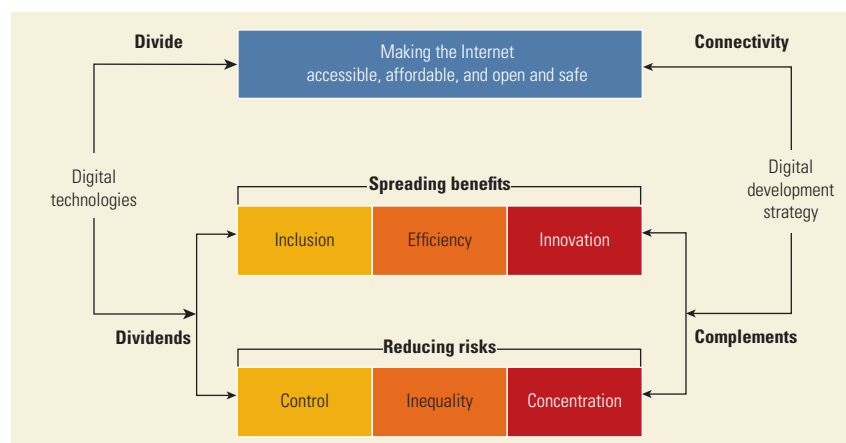 Divide
Making the Internet
accessible, affordable, and open and safe
Connectivity
Digital
technologies
Digital
development
strategy
Spreading benefits
Inclusion
Efficiency
Innovation
Dividends
Complements
Reducing risks
Control
Inequality
Concentration